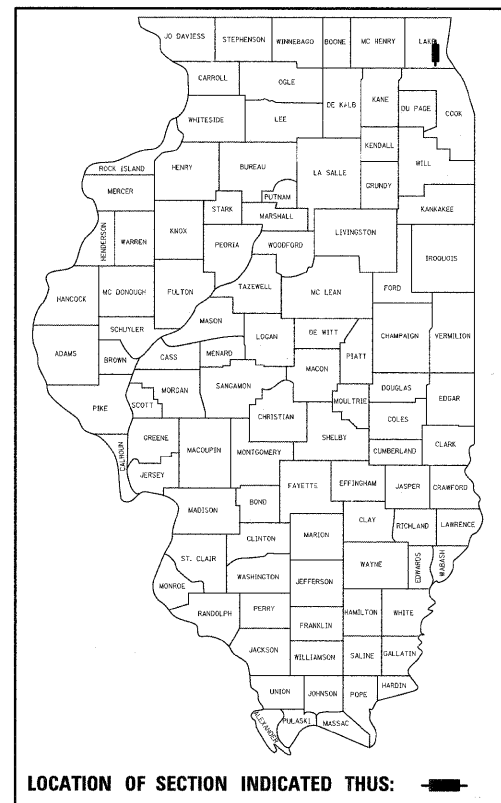 JO DAVIESS STEPHENSON WINNEBAGO BOONE MC HENRY LAKE
CARROLL OGLE DE KALB KANE DU PAGE COOK
WHITESIDE LEE
KENDALL WILL
ROCK ISLAND HENRY BUREAU LA SALLE GRUNDY
MERCER PUTNAM KANKAKEE
HENDERSON WARREN KNOX STARK MARSHALL LIVINGSTON
PEORIA WOODFORD IROQUOIS
HANCOCK MC DONOUGH FULTON TAZEWELL MC LEAN FORD
SCHUYLER MASON LOGAN DE WITT CHAMPAIGN VERMILION
ADAMS BROWN CASS MENARD PIATT
MACON
PIKE SCOTT MORGAN SANGAMON CHRISTIAN MOULTRIE DOUGLAS EDGAR
COLES
CALHOUN GREENE MACOUPIN MONTGOMERY SHELBY CUMBERLAND CLARK
JERSEY
FAYETTE EFFINGHAM JASPER CRAWFORD
MADISON BOND
CLINTON MARION CLAY RICHLAND LAWRENCE
ST. CLAIR WAYNE EDWARDS WABASH
MONROE WASHINGTON JEFFERSON
RANDOLPH PERRY HAMILTON WHITE
FRANKLIN
JACKSON WILLIAMSON SALINE GALLATIN
UNION JOHNSON POPE HARDIN
ALEXANDER PULASKI MASSAC
LOCATION OF SECTION INDICATED THUS: